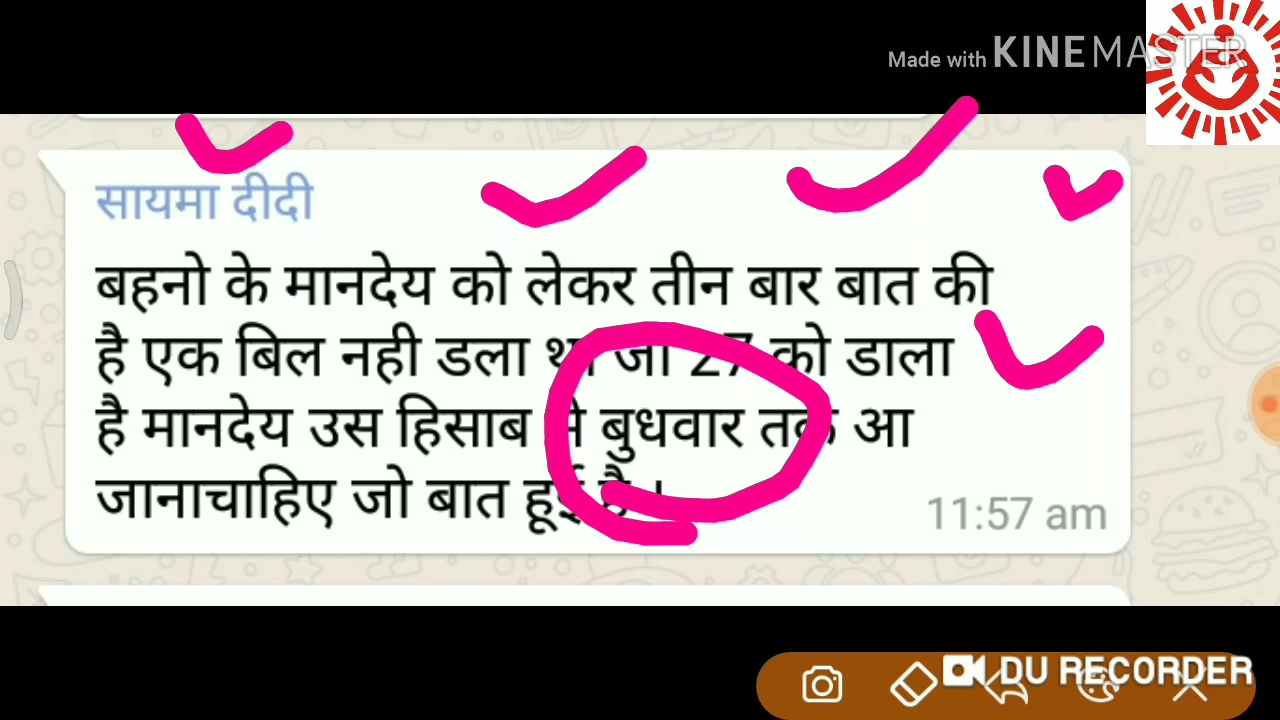 Made with KINEMASTER
सायमा दीदी
बहनो के मानदेय को लेकर तीन बार बात की
है एक बिल नही डला था जो 27 को डाला
है मानदेय उस हिसाब से बुधवार तक आ
जानाचाहिए जो बात हूई है ।
11:57 am
DU RECORDER